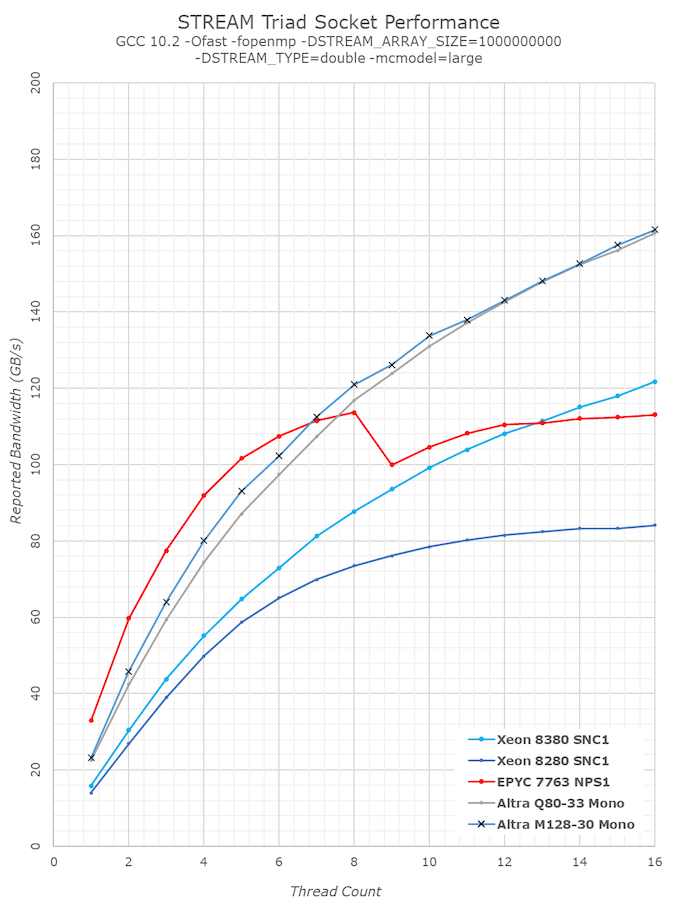 STREAM Triad Socket Performance
GCC 10.2 -Ofast -fopenmp -DSTREAM_ARRAY_SIZE=1000000000
-DSTREAM_TYPE=double -mcmodel=large
200
180
160
140
120
100
80
60
40
20
0
Reported Bandwidth (GB/s)
Xeon 8380 SNC1
Xeon 8280 SNC1
EPYC 7763 NPS1
Altra Q80-33 Mono
Altra M128-30 Mono
0 2 4 6 8 10 12 14 16
Thread Count